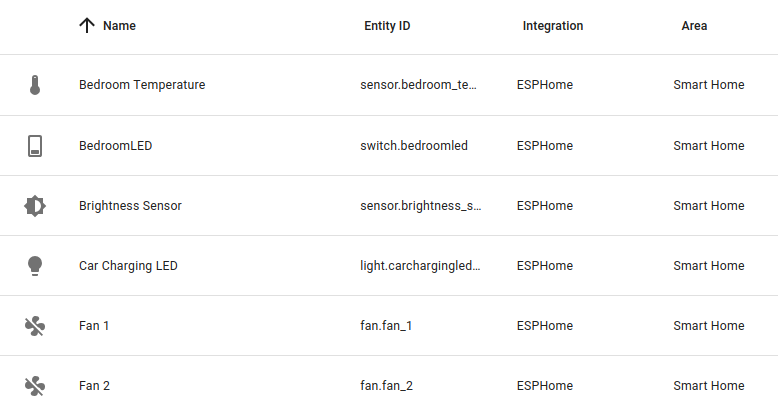 Name Entity ID Integration Area
Bedroom Temperature sensor.bedroom_te… ESPHome Smart Home
BedroomLED switch.bedroomled ESPHome Smart Home
Brightness Sensor sensor.brightness_s… ESPHome Smart Home
Car Charging LED light.carchargingled… ESPHome Smart Home
Fan 1 fan.fan_1 ESPHome Smart Home
Fan 2 fan.fan_2 ESPHome Smart Home